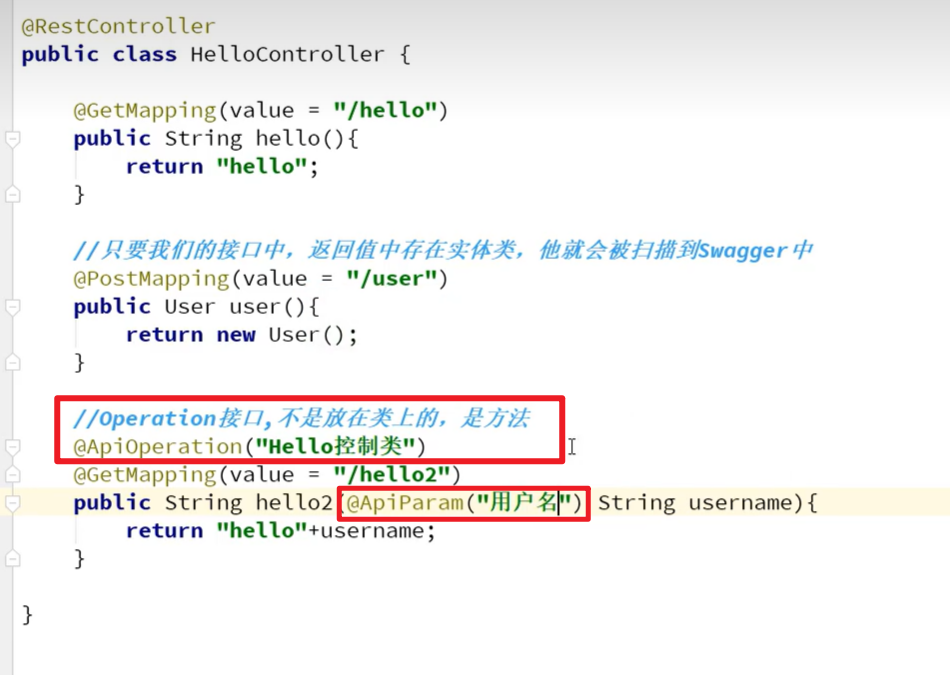 @RestController
public class HelloController {
@GetMapping(value = "/hello")
public String hello(){
return "hello";
}
//只要我们的接口中，返回值中存在实体类，他就会被扫描到Swagger中
@PostMapping(value = "/user")
public User user(){
return new User();
}
//Operation接口,不是放在类上的，是方法
@ApiOperation("Hello控制类")
@GetMapping(value = "/hello2")
public String hello2(@ApiParam("用户名") String username){
return "hello"+username;
}
}